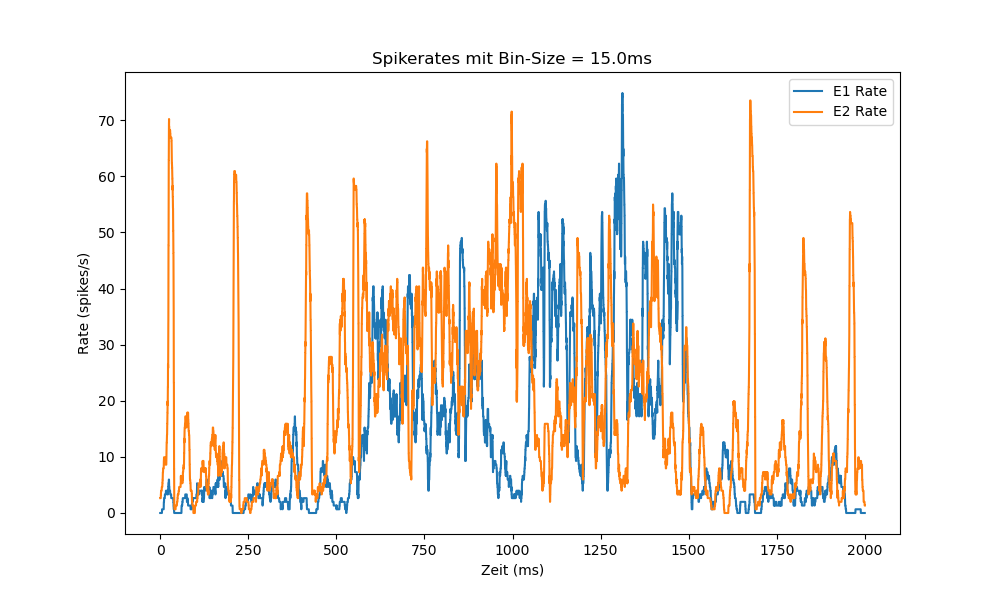 Spikerates mit Bin-Size = 15.0ms
E1 Rate
E2 Rate
70
60
50
40
30
20
10
0
Rate (spikes/s)
0 250 500 750 1000 1250 1500 1750 2000
Zeit (ms)